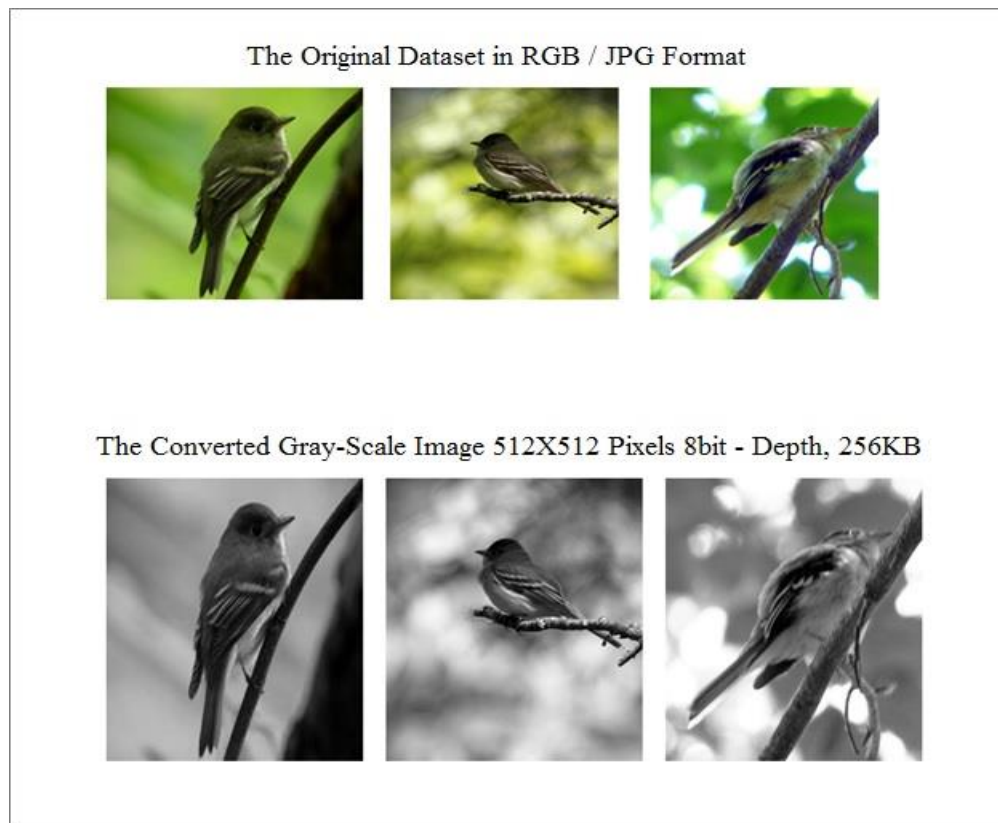 The Original Dataset in RGB / JPG Format
The Converted Gray-Scale Image 512X512 Pixels 8bit - Depth, 256KB